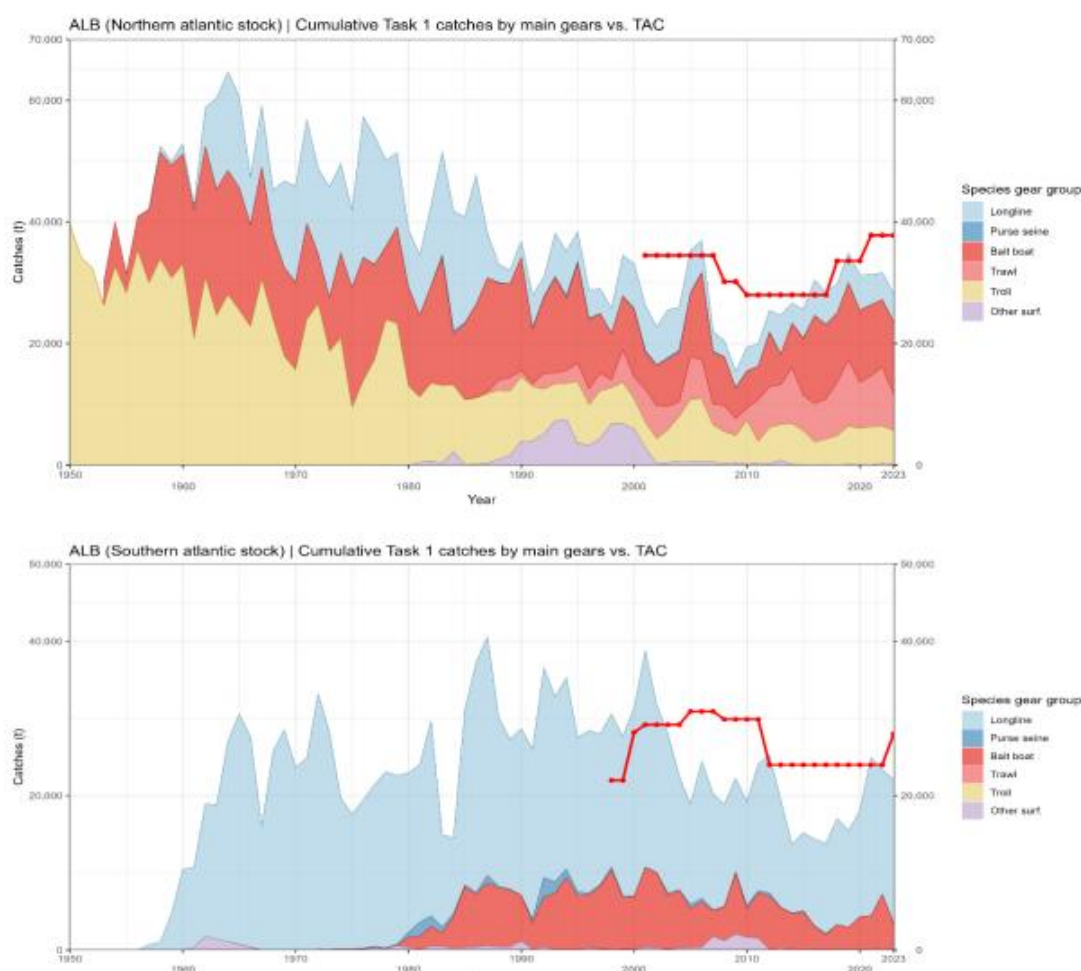 ALB (Northern atlantic stock) | Cumulative Task 1 catches by main gears vs. TAC
70,000
70,000
60,000
60,000
Species gear group
Longline
Purse seine
40,000
40,000
Bait boat
Trawl
Troll
Other surf.
Catches (t)
20,000
20,000
0
0
1950
1970
1990
2010
2023
1960
1980
2000
2020
Year
ALB (Southern atlantic stock) | Cumulative Task 1 catches by main gears vs. TAC
50,000
50,000
40,000
40,000
Species gear group
Longline
Purse seine
Bait boat
Trawl
Troll
Other surf.
Catches (t)
20,000
20,000
0
0
1950
1970
1990
2010
2023
1960
1980
2000
2020